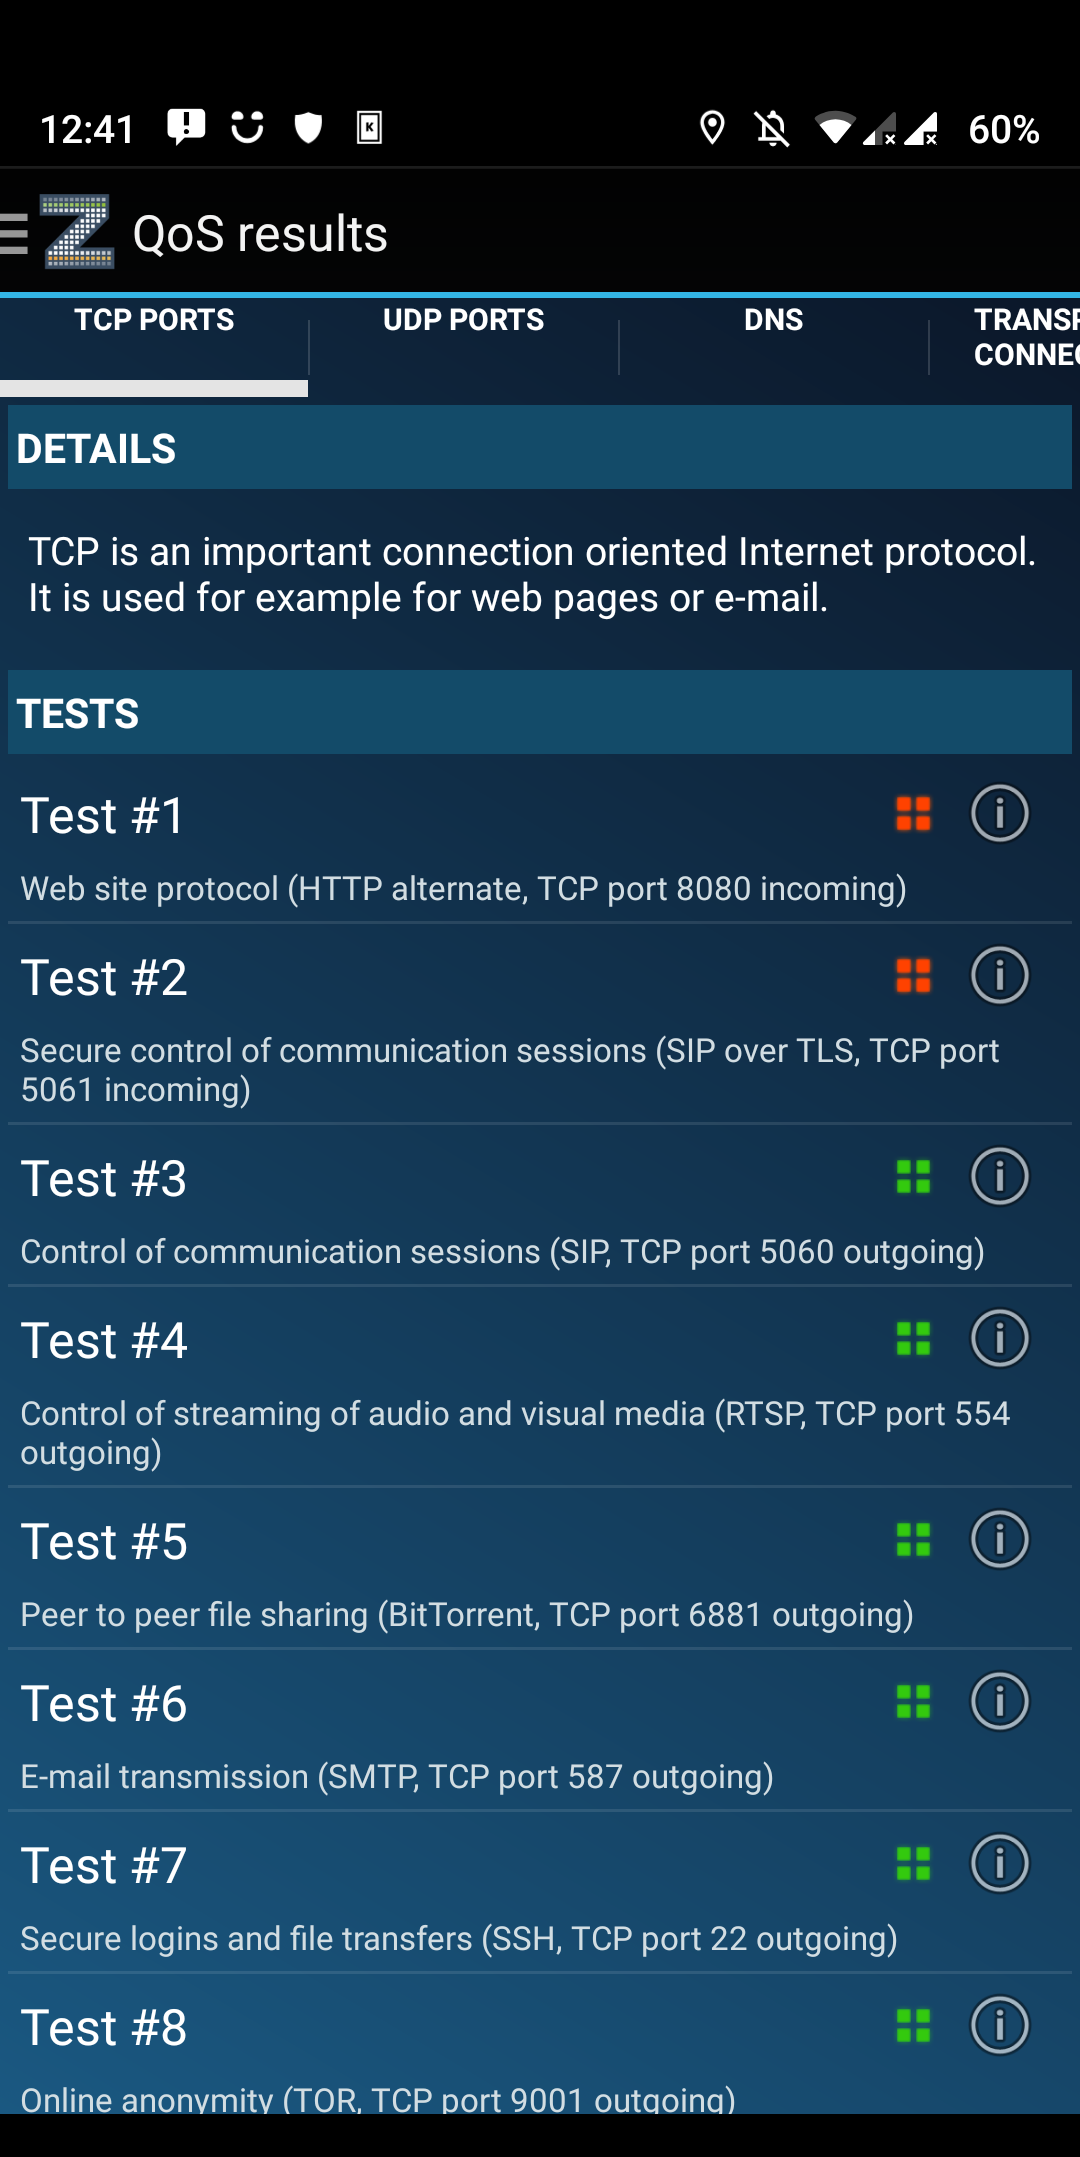 12:41
60%
QoS results
TCP PORTS
UDP PORTS
DNS
TRANSP
CONNEC
DETAILS
TCP is an important connection oriented Internet protocol.
It is used for example for web pages or e-mail.
TESTS
Test #1
Web site protocol (HTTP alternate, TCP port 8080 incoming)
Test #2
Secure control of communication sessions (SIP over TLS, TCP port
5061 incoming)
Test #3
Control of communication sessions (SIP, TCP port 5060 outgoing)
Test #4
Control of streaming of audio and visual media (RTSP, TCP port 554
outgoing)
Test #5
Peer to peer file sharing (BitTorrent, TCP port 6881 outgoing)
Test #6
E-mail transmission (SMTP, TCP port 587 outgoing)
Test #7
Secure logins and file transfers (SSH, TCP port 22 outgoing)
Test #8
Online anonymity (TOR, TCP port 9001 outgoing)